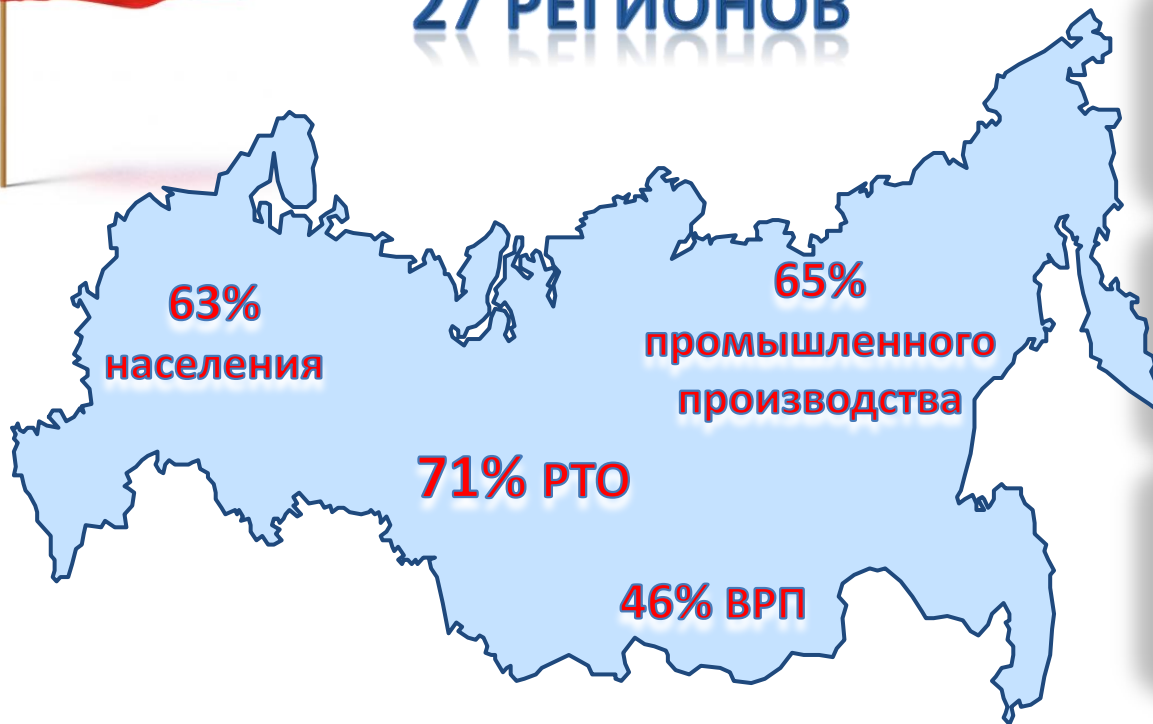 27 РЕГИОНОВ
63%
населения
65%
промышленного
производства
71% РТО
46% ВРП